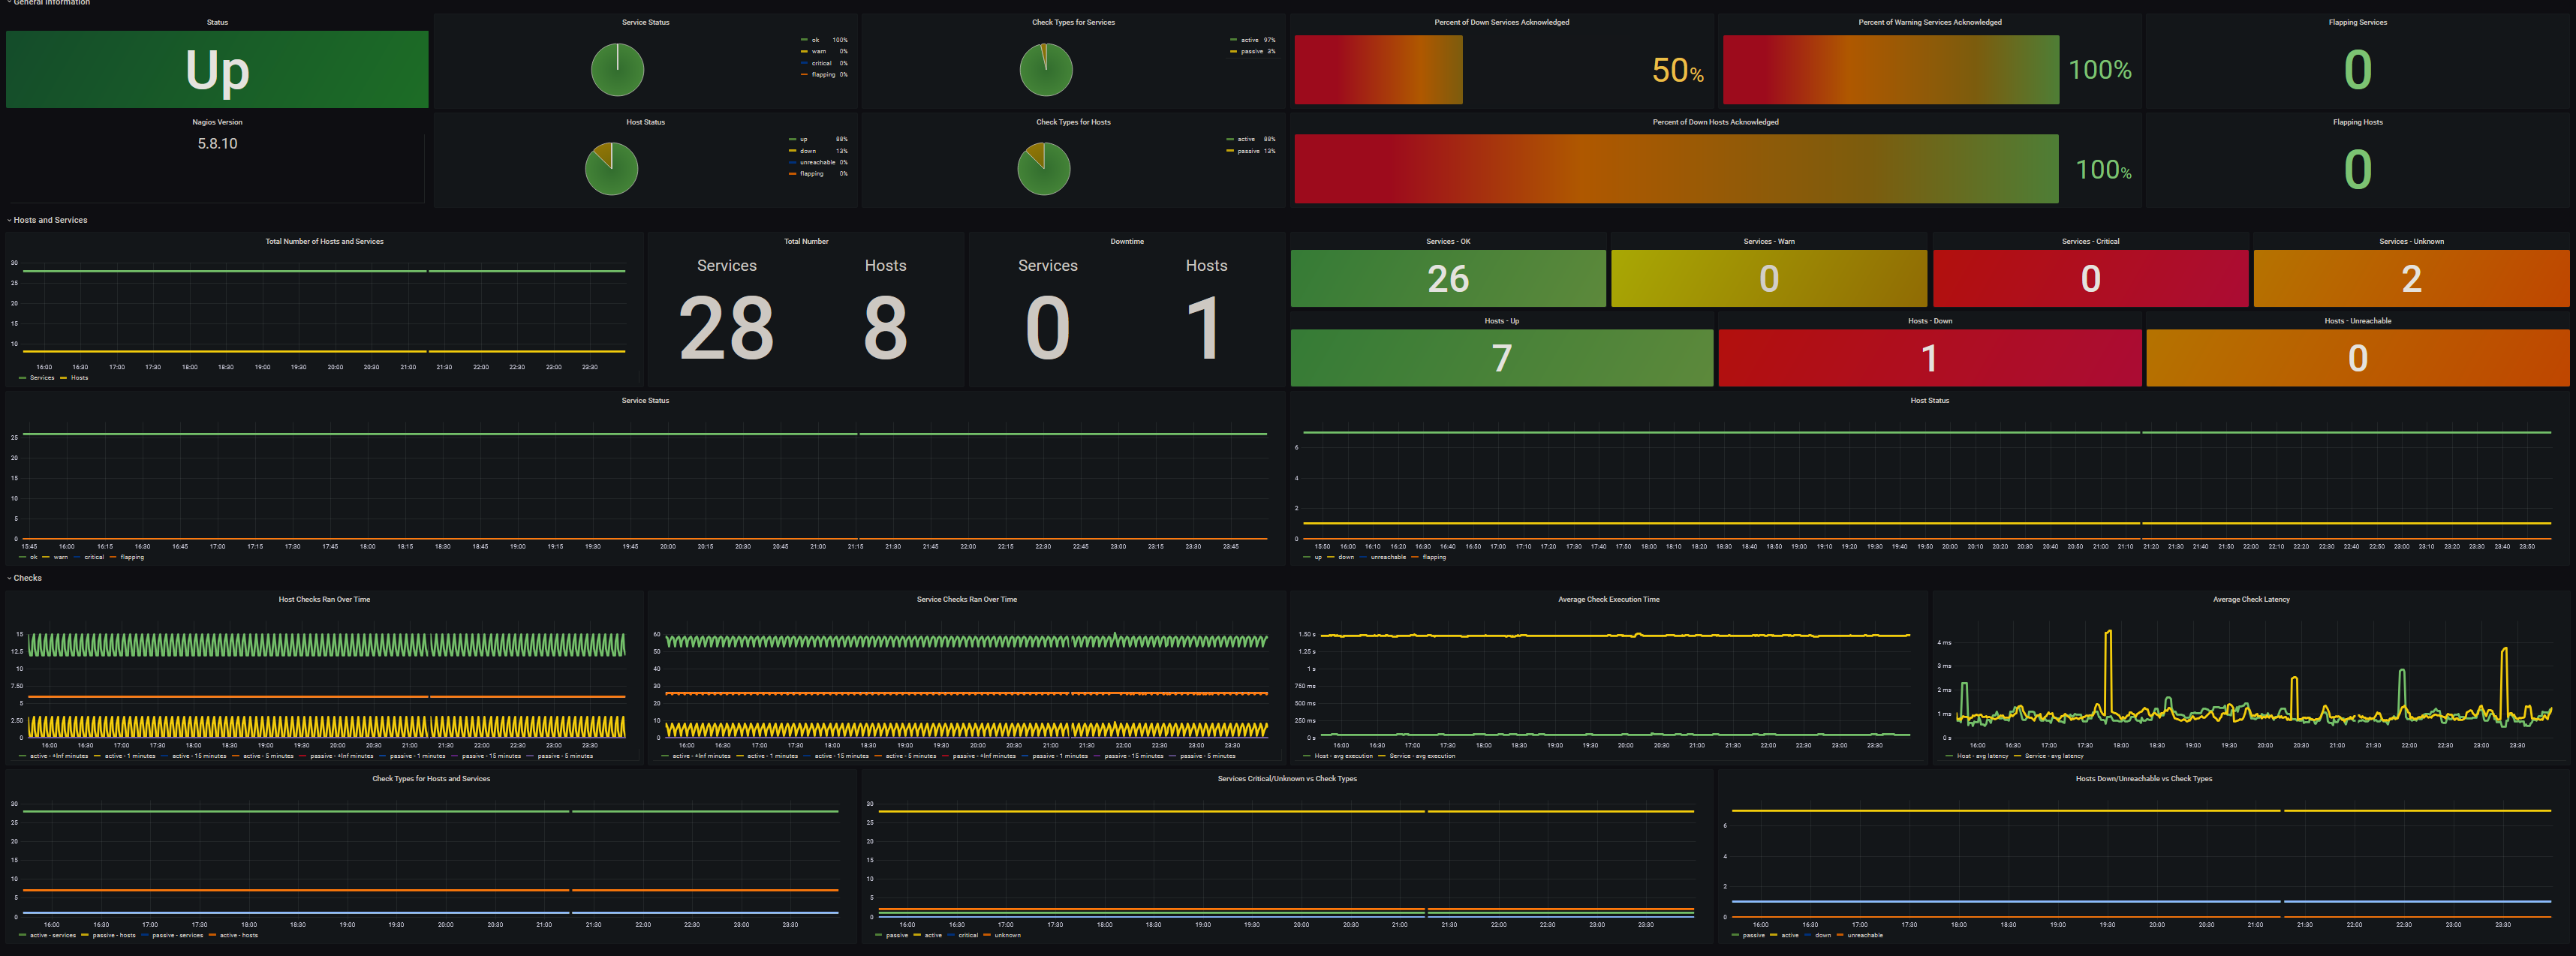 General Information
Status
Up
Service Status
ok 100%
warn 0%
critical 0%
flapping 0%
Check Types for Services
active 97%
passive 3%
Percent of Down Services Acknowledged
50%
Percent of Warning Services Acknowledged
100%
Flapping Services
0
Nagios Version
5.8.10
Host Status
up 88%
down 13%
unreachable 0%
flapping 0%
Check Types for Hosts
active 88%
passive 13%
Percent of Down Hosts Acknowledged
100%
Flapping Hosts
0
Hosts and Services
Total Number of Hosts and Services
30
25
20
15
10
16:00 16:30 17:00 17:30 18:00 18:30 19:00 19:30 20:00 20:30 21:00 21:30 22:00 22:30 23:00 23:30
Services Hosts
Total Number
Services Hosts
28 8
Downtime
Services Hosts
0 1
Services - OK
26
Services - Warn
0
Services - Critical
0
Services - Unknown
2
Hosts - Up
7
Hosts - Down
1
Hosts - Unreachable
0
Service Status
25
20
15
10
5
0
15:45 16:00 16:15 16:30 16:45 17:00 17:15 17:30 17:45 18:00 18:15 18:30 18:45 19:00 19:15 19:30 19:45 20:00 20:15 20:30 20:45 21:00 21:15 21:30 21:45 22:00 22:15 22:30 22:45 23:00 23:15 23:30 23:45
ok warn critical flapping
Host Status
6
4
2
0
15:50 16:00 16:10 16:20 16:30 16:40 16:50 17:00 17:10 17:20 17:30 17:40 17:50 18:00 18:10 18:20 18:30 18:40 18:50 19:00 19:10 19:20 19:30 19:40 19:50 20:00 20:10 20:20 20:30 20:40 20:50 21:00 21:10 21:20 21:30 21:40 21:50 22:00 22:10 22:20 22:30 22:40 22:50 23:00 23:10 23:20 23:30 23:40 23:50
up down unreachable flapping
Checks
Host Checks Ran Over Time
15
12.5
10
7.50
5
2.50
0
16:00 16:30 17:00 17:30 18:00 18:30 19:00 19:30 20:00 20:30 21:00 21:30 22:00 22:30 23:00 23:30
active - +Inf minutes active - 1 minutes active - 15 minutes active - 5 minutes passive - +Inf minutes passive - 1 minutes passive - 15 minutes passive - 5 minutes
Service Checks Ran Over Time
60
50
40
30
20
10
0
16:00 16:30 17:00 17:30 18:00 18:30 19:00 19:30 20:00 20:30 21:00 21:30 22:00 22:30 23:00 23:30
active - +Inf minutes active - 1 minutes active - 15 minutes active - 5 minutes passive - +Inf minutes passive - 1 minutes passive - 15 minutes passive - 5 minutes
Average Check Execution Time
1.50 s
1.25 s
1 s
750 ms
500 ms
250 ms
0 s
16:00 16:30 17:00 17:30 18:00 18:30 19:00 19:30 20:00 20:30 21:00 21:30 22:00 22:30 23:00 23:30
Host - avg execution Service - avg execution
Average Check Latency
4 ms
3 ms
2 ms
1 ms
0 s
16:00 16:30 17:00 17:30 18:00 18:30 19:00 19:30 20:00 20:30 21:00 21:30 22:00 22:30 23:00 23:30
Host - avg latency Service - avg latency
Check Types for Hosts and Services
30
25
20
15
10
5
0
16:00 16:30 17:00 17:30 18:00 18:30 19:00 19:30 20:00 20:30 21:00 21:30 22:00 22:30 23:00 23:30
active - services passive - hosts passive - services active - hosts
Services Critical/Unknown vs Check Types
30
25
20
15
10
5
0
16:00 16:30 17:00 17:30 18:00 18:30 19:00 19:30 20:00 20:30 21:00 21:30 22:00 22:30 23:00 23:30
passive active critical unknown
Hosts Down/Unreachable vs Check Types
6
4
2
0
16:00 16:30 17:00 17:30 18:00 18:30 19:00 19:30 20:00 20:30 21:00 21:30 22:00 22:30 23:00 23:30
passive active down unreachable